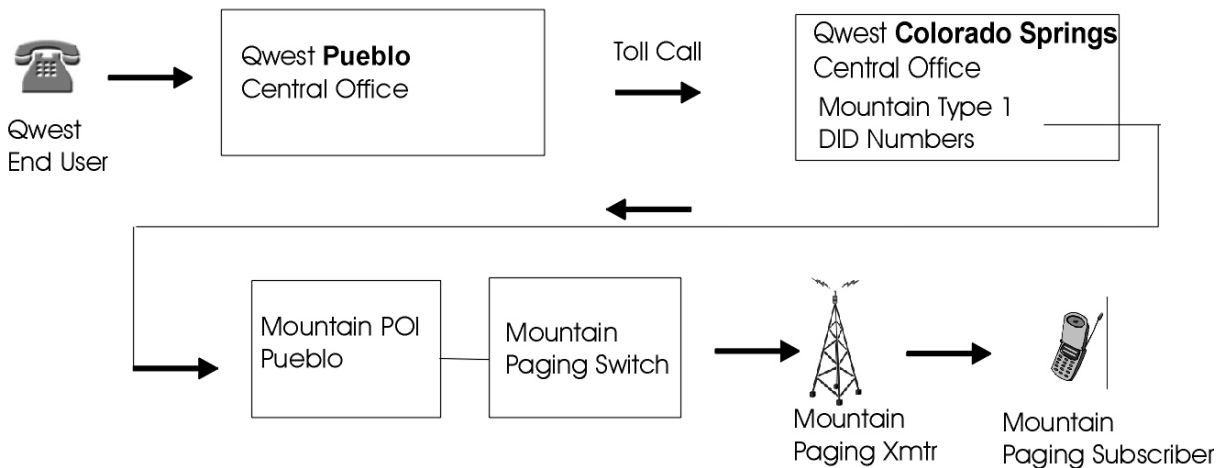 Qwest
End User
Qwest Pueblo
Central Office
Toll Call
Qwest Colorado Springs
Central Office
Mountain Type 1
DID Numbers
Mountain POI
Pueblo
Mountain
Paging Switch
Mountain
Paging Xmtr
Mountain
Paging Subscriber